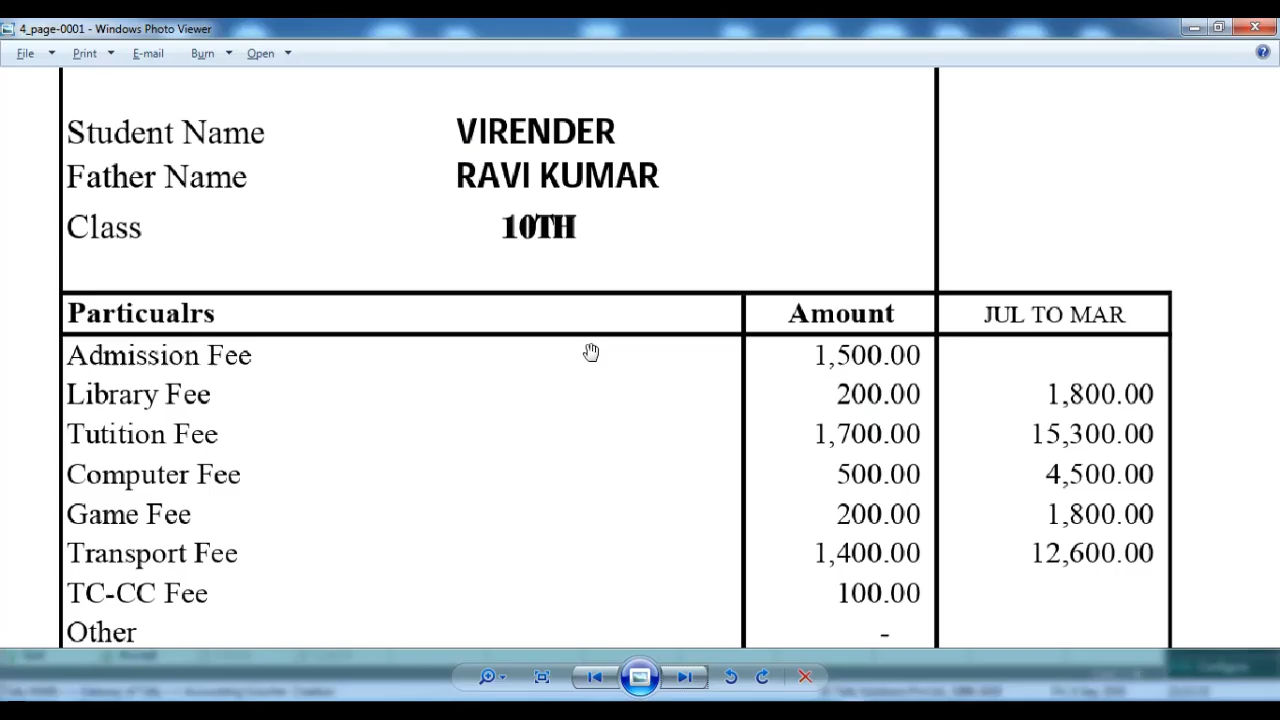 4_page-0001 - Windows Photo Viewer
File Print E-mail Burn Open
Student Name VIRENDER
Father Name RAVI KUMAR
Class 10TH
Particualrs Amount JUL TO MAR
Admission Fee 1,500.00
Library Fee 200.00 1,800.00
Tutition Fee 1,700.00 15,300.00
Computer Fee 500.00 4,500.00
Game Fee 200.00 1,800.00
Transport Fee 1,400.00 12,600.00
TC-CC Fee 100.00
Other -